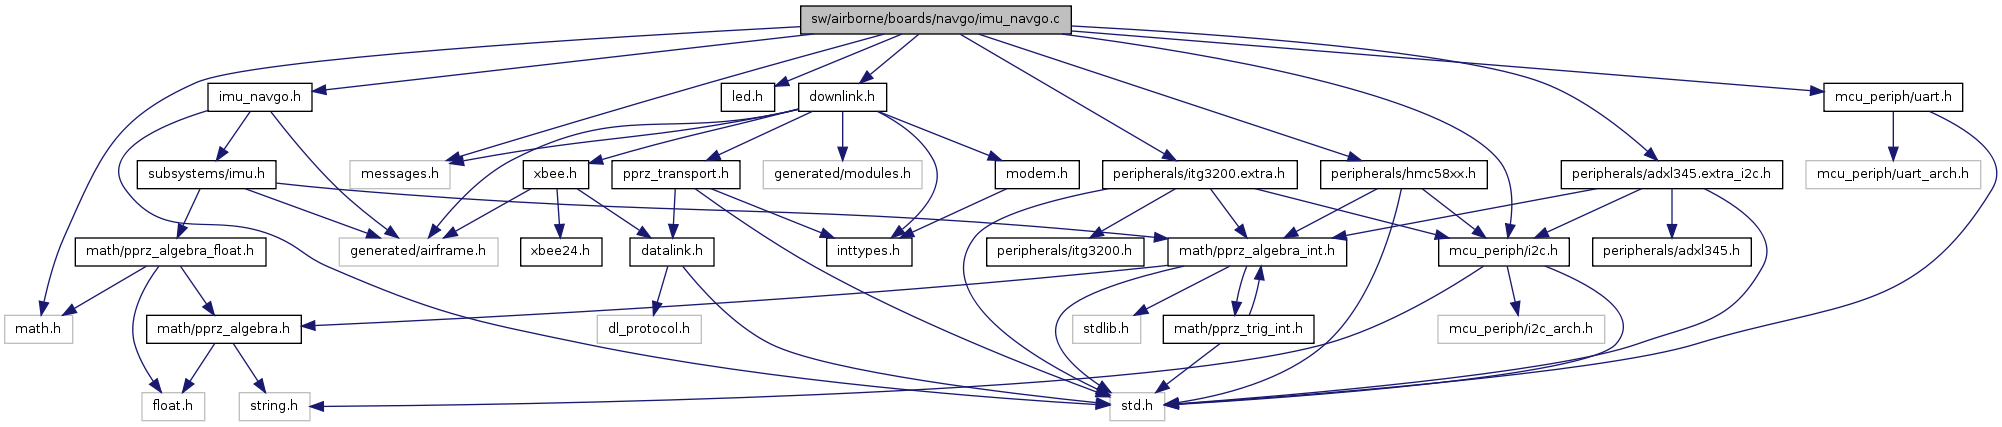 sw/airborne/boards/navgo/imu_navgo.c
imu_navgo.h
led.h
downlink.h
mcu_periph/uart.h
subsystems/imu.h
messages.h
xbee.h
pprz_transport.h
generated/modules.h
modem.h
peripherals/itg3200.extra.h
peripherals/hmc58xx.h
peripherals/adxl345.extra_i2c.h
mcu_periph/uart_arch.h
math/pprz_algebra_float.h
generated/airframe.h
xbee24.h
datalink.h
inttypes.h
peripherals/itg3200.h
math/pprz_algebra_int.h
mcu_periph/i2c.h
peripherals/adxl345.h
math.h
math/pprz_algebra.h
dl_protocol.h
stdlib.h
math/pprz_trig_int.h
mcu_periph/i2c_arch.h
float.h
string.h
std.h